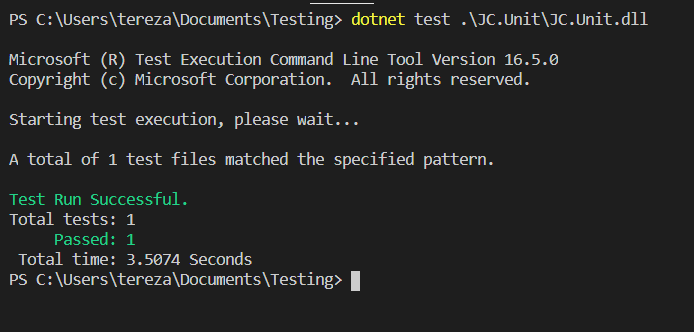 PS C:\Users\tereza\Documents\Testing> dotnet test .\JC.Unit\JC.Unit.dll
Microsoft (R) Test Execution Command Line Tool Version 16.5.0
Copyright (c) Microsoft Corporation.  All rights reserved.
Starting test execution, please wait...
A total of 1 test files matched the specified pattern.
Test Run Successful.
Total tests: 1
     Passed: 1
 Total time: 3.5074 Seconds
PS C:\Users\tereza\Documents\Testing>